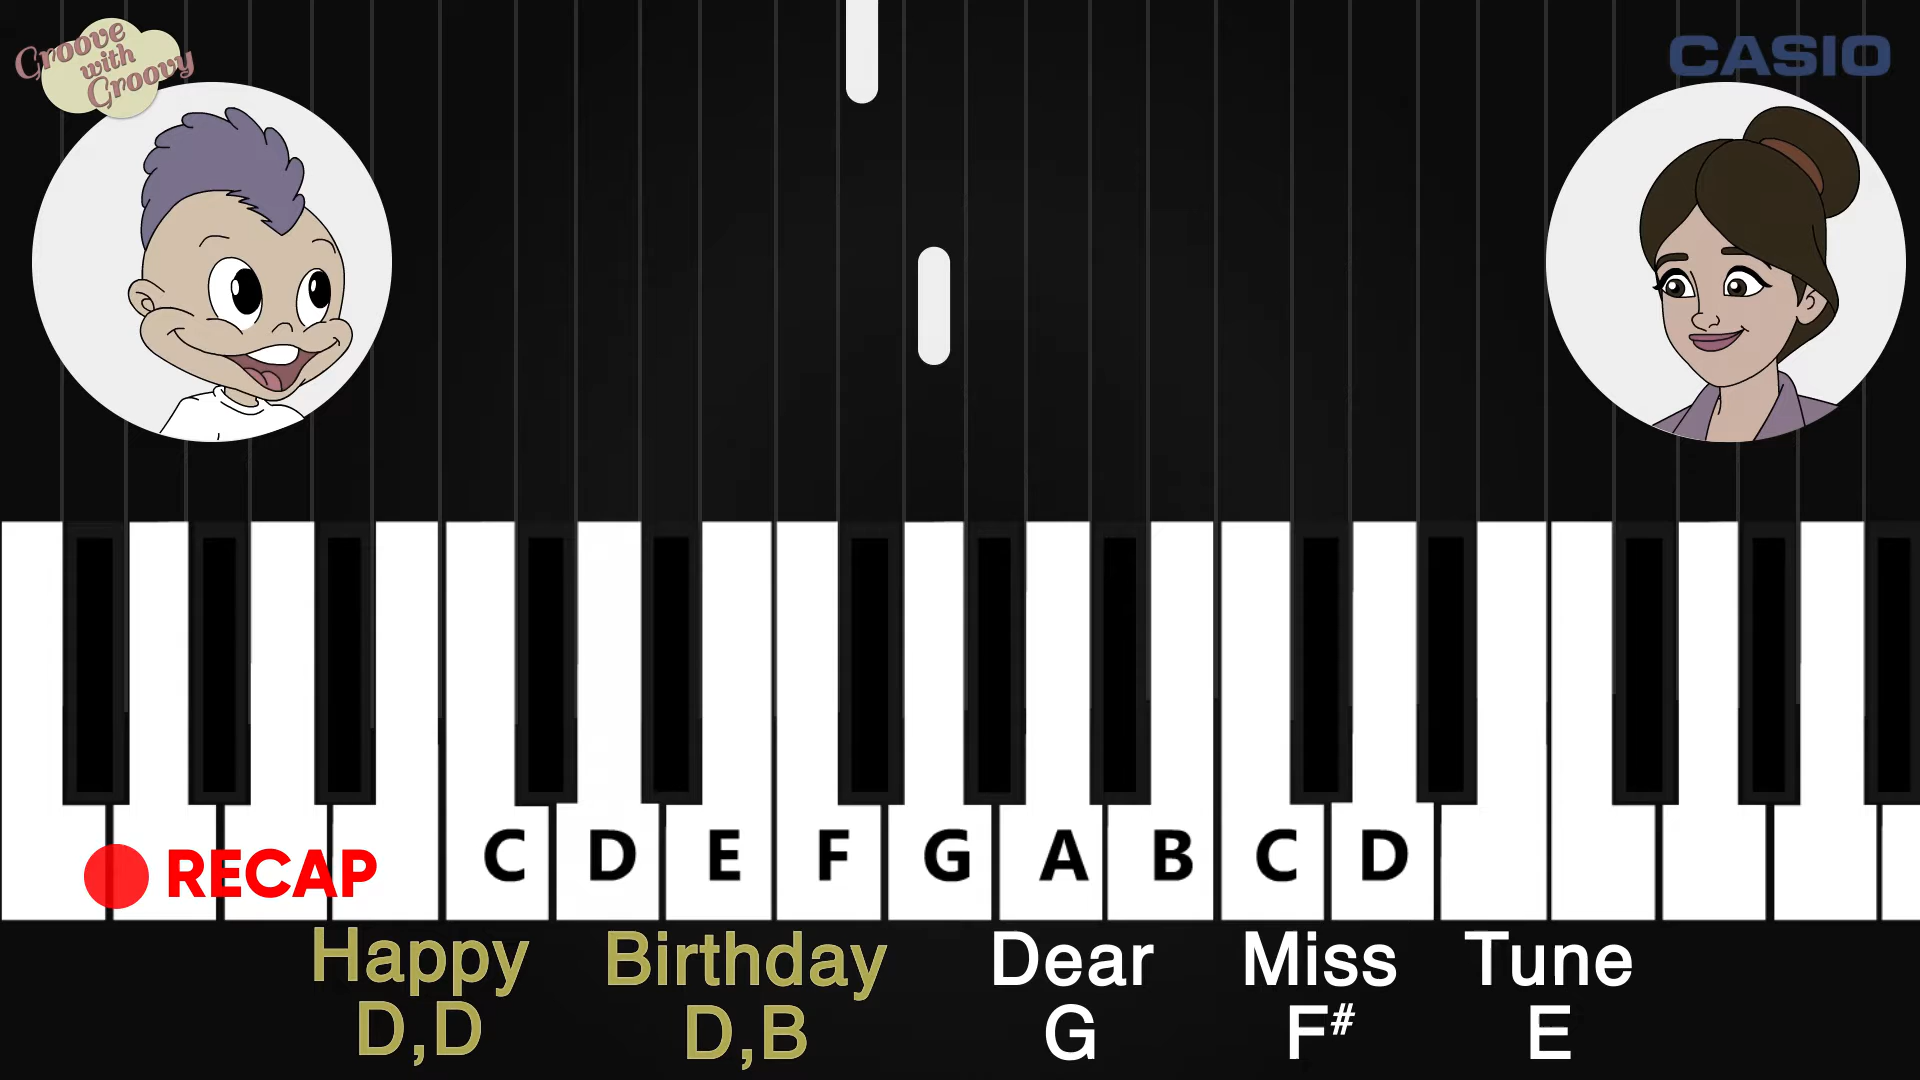 Groove
with
Groovy
CASIO
C D E F G A B C D
RECAP
Happy Birthday Dear Miss Tune
D,D D,B G F# E